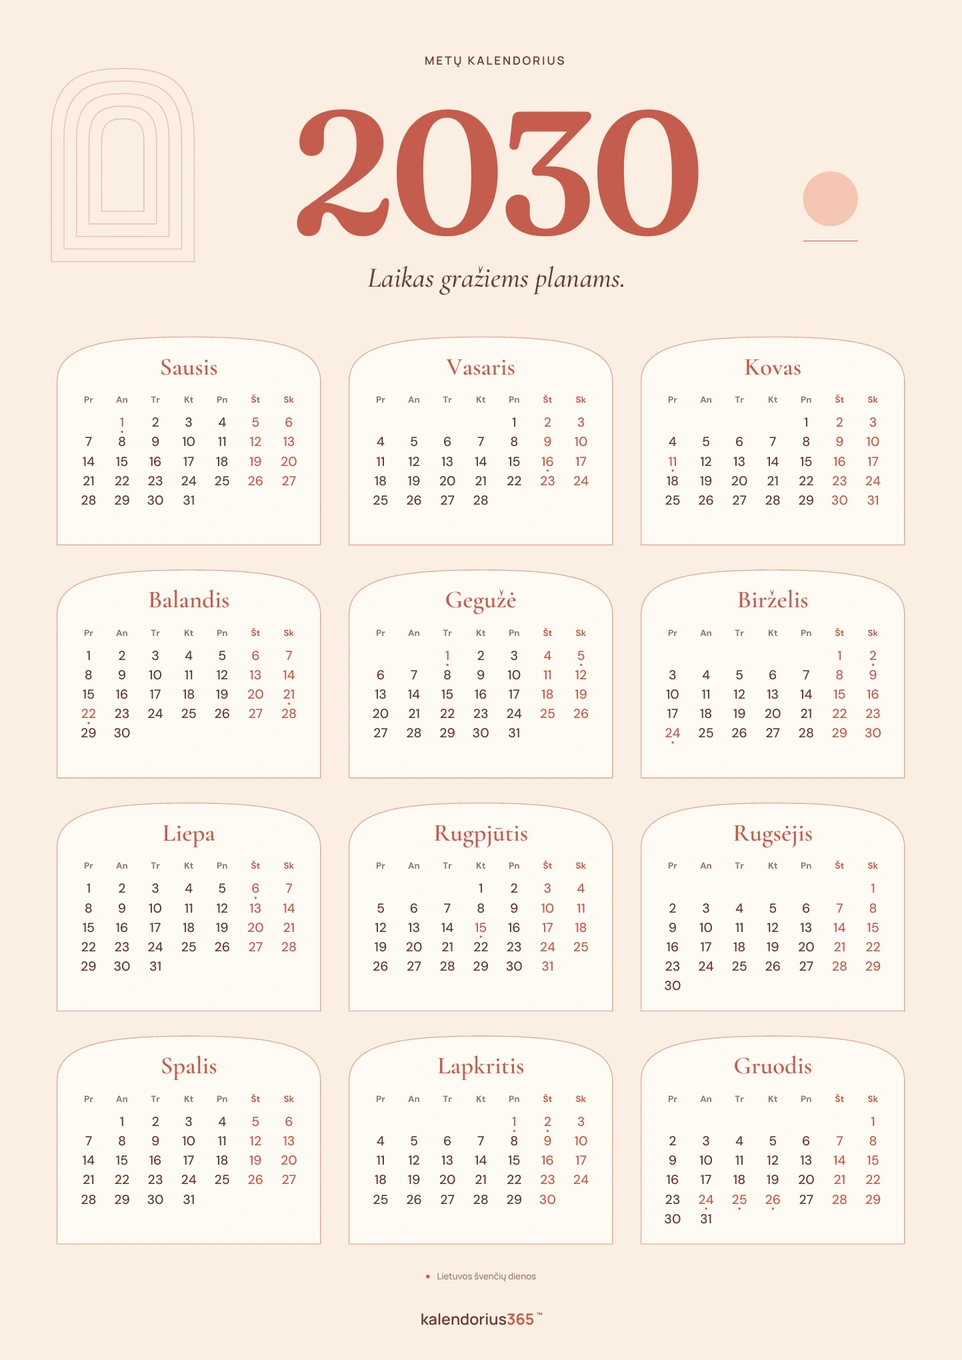 METŲ KALENDORIUS
2030
Laikas gražiems planams.
Sausis
Pr An Tr Kt Pn Št Sk
1 2 3 4 5 6
7 8 9 10 11 12 13
14 15 16 17 18 19 20
21 22 23 24 25 26 27
28 29 30 31
Vasaris
Pr An Tr Kt Pn Št Sk
1 2 3
4 5 6 7 8 9 10
11 12 13 14 15 16 17
18 19 20 21 22 23 24
25 26 27 28
Kovas
Pr An Tr Kt Pn Št Sk
1 2 3
4 5 6 7 8 9 10
11 12 13 14 15 16 17
18 19 20 21 22 23 24
25 26 27 28 29 30 31
Balandis
Pr An Tr Kt Pn Št Sk
1 2 3 4 5 6 7
8 9 10 11 12 13 14
15 16 17 18 19 20 21
22 23 24 25 26 27 28
29 30
Gegužė
Pr An Tr Kt Pn Št Sk
1 2 3 4 5
6 7 8 9 10 11 12
13 14 15 16 17 18 19
20 21 22 23 24 25 26
27 28 29 30 31
Birželis
Pr An Tr Kt Pn Št Sk
1 2
3 4 5 6 7 8 9
10 11 12 13 14 15 16
17 18 19 20 21 22 23
24 25 26 27 28 29 30
Liepa
Pr An Tr Kt Pn Št Sk
1 2 3 4 5 6 7
8 9 10 11 12 13 14
15 16 17 18 19 20 21
22 23 24 25 26 27 28
29 30 31
Rugpjūtis
Pr An Tr Kt Pn Št Sk
1 2 3 4
5 6 7 8 9 10 11
12 13 14 15 16 17 18
19 20 21 22 23 24 25
26 27 28 29 30 31
Rugsėjis
Pr An Tr Kt Pn Št Sk
1
2 3 4 5 6 7 8
9 10 11 12 13 14 15
16 17 18 19 20 21 22
23 24 25 26 27 28 29
30
Spalis
Pr An Tr Kt Pn Št Sk
1 2 3 4 5 6
7 8 9 10 11 12 13
14 15 16 17 18 19 20
21 22 23 24 25 26 27
28 29 30 31
Lapkritis
Pr An Tr Kt Pn Št Sk
1 2 3
4 5 6 7 8 9 10
11 12 13 14 15 16 17
18 19 20 21 22 23 24
25 26 27 28 29 30
Gruodis
Pr An Tr Kt Pn Št Sk
1
2 3 4 5 6 7 8
9 10 11 12 13 14 15
16 17 18 19 20 21 22
23 24 25 26 27 28 29
30 31
• Lietuvos švenčių dienos
kalendorius365™